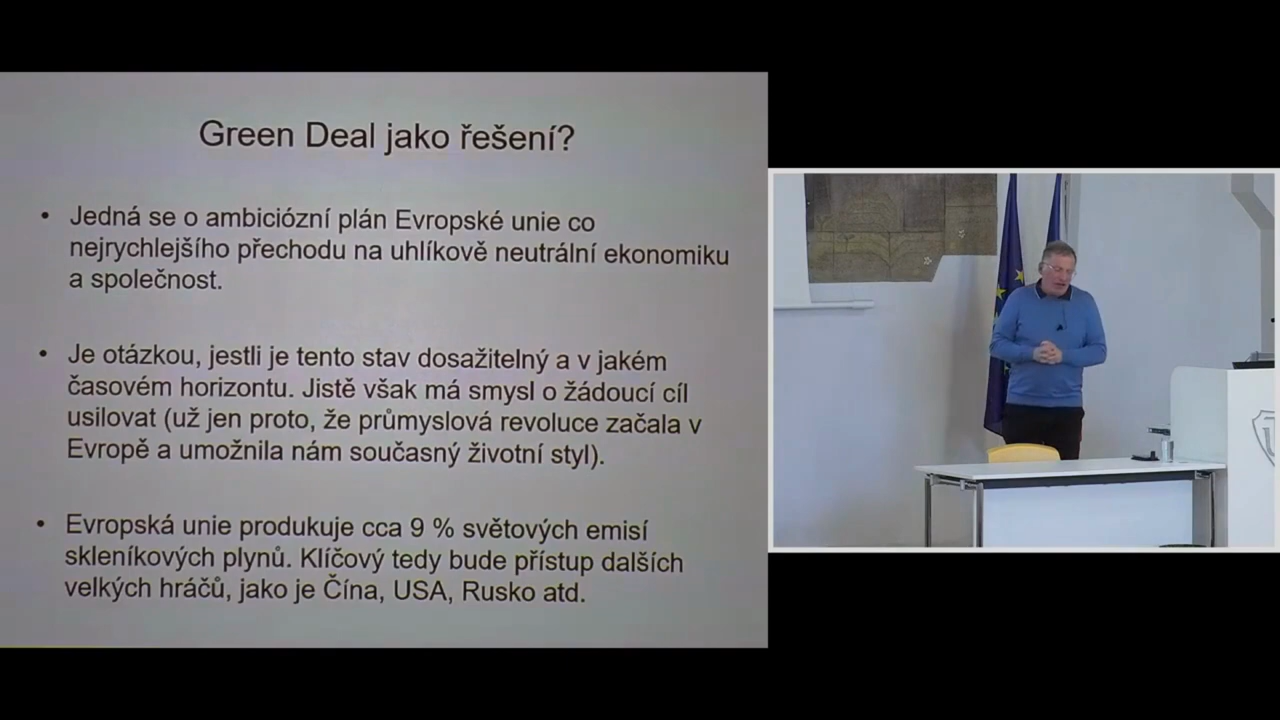 Green Deal jako řešení?
• Jedná se o ambiciózní plán Evropské unie co
nejrychlejšího přechodu na uhlíkově neutrální ekonomiku
a společnost.
• Je otázkou, jestli je tento stav dosažitelný a v jakém
časovém horizontu. Jistě však má smysl o žádoucí cíl
usilovat (už jen proto, že průmyslová revoluce začala v
Evropě a umožnila nám současný životní styl).
• Evropská unie produkuje cca 9 % světových emisí
skleníkových plynů. Klíčový tedy bude přístup dalších
velkých hráčů, jako je Čína, USA, Rusko atd.